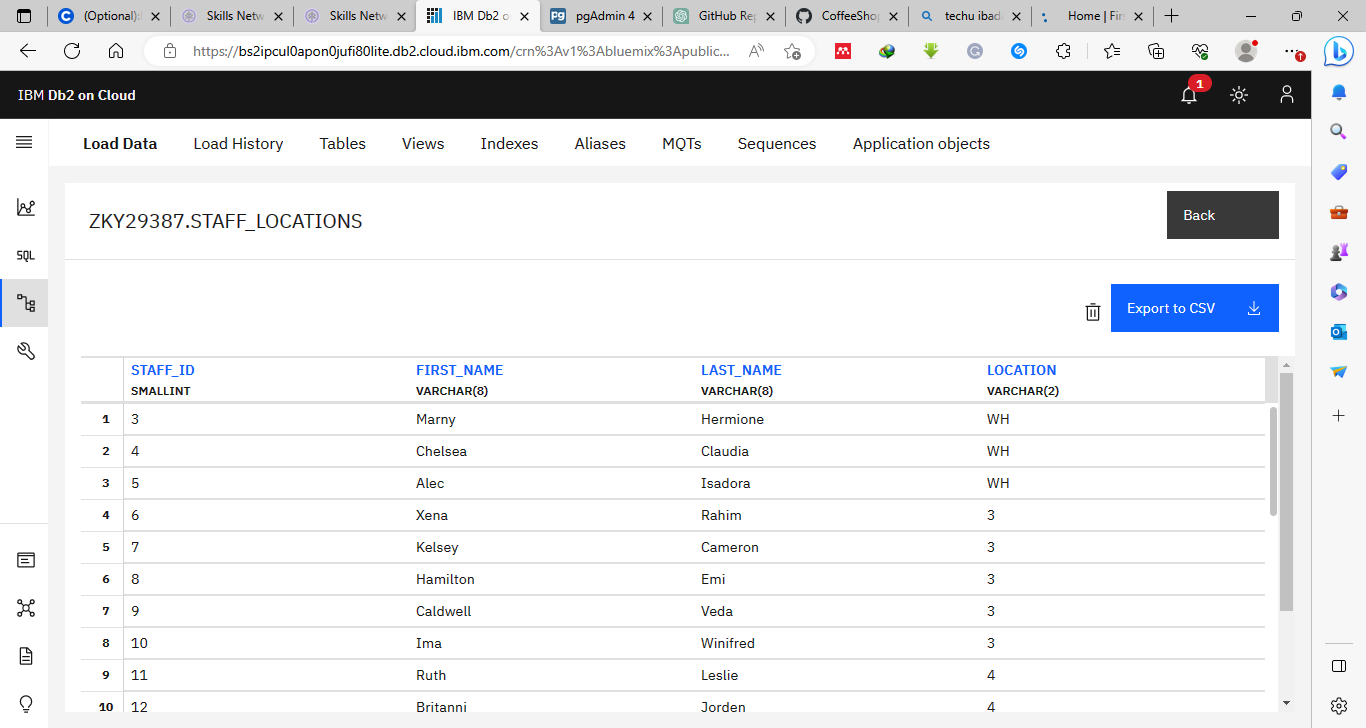 (Optional):
Skills Netw
Skills Netw
IBM Db2 o
pgAdmin 4
GitHub Rep
CoffeeShop
techu ibada
Home | Firs
https://bs2ipcul0apon0jufi80lite.db2.cloud.ibm.com/crn%3Av1%3Abluemix%3Apublic...
IBM Db2 on Cloud
1
Load Data
Load History
Tables
Views
Indexes
Aliases
MQTs
Sequences
Application objects
SQL
ZKY29387.STAFF_LOCATIONS
Back
Export to CSV
STAFF_ID FIRST_NAME LAST_NAME LOCATION
SMALLINT VARCHAR(8) VARCHAR(8) VARCHAR(2)
1 3 Marny Hermione WH
2 4 Chelsea Claudia WH
3 5 Alec Isadora WH
4 6 Xena Rahim 3
5 7 Kelsey Cameron 3
6 8 Hamilton Emi 3
7 9 Caldwell Veda 3
8 10 Ima Winifred 3
9 11 Ruth Leslie 4
10 12 Britanni Jorden 4